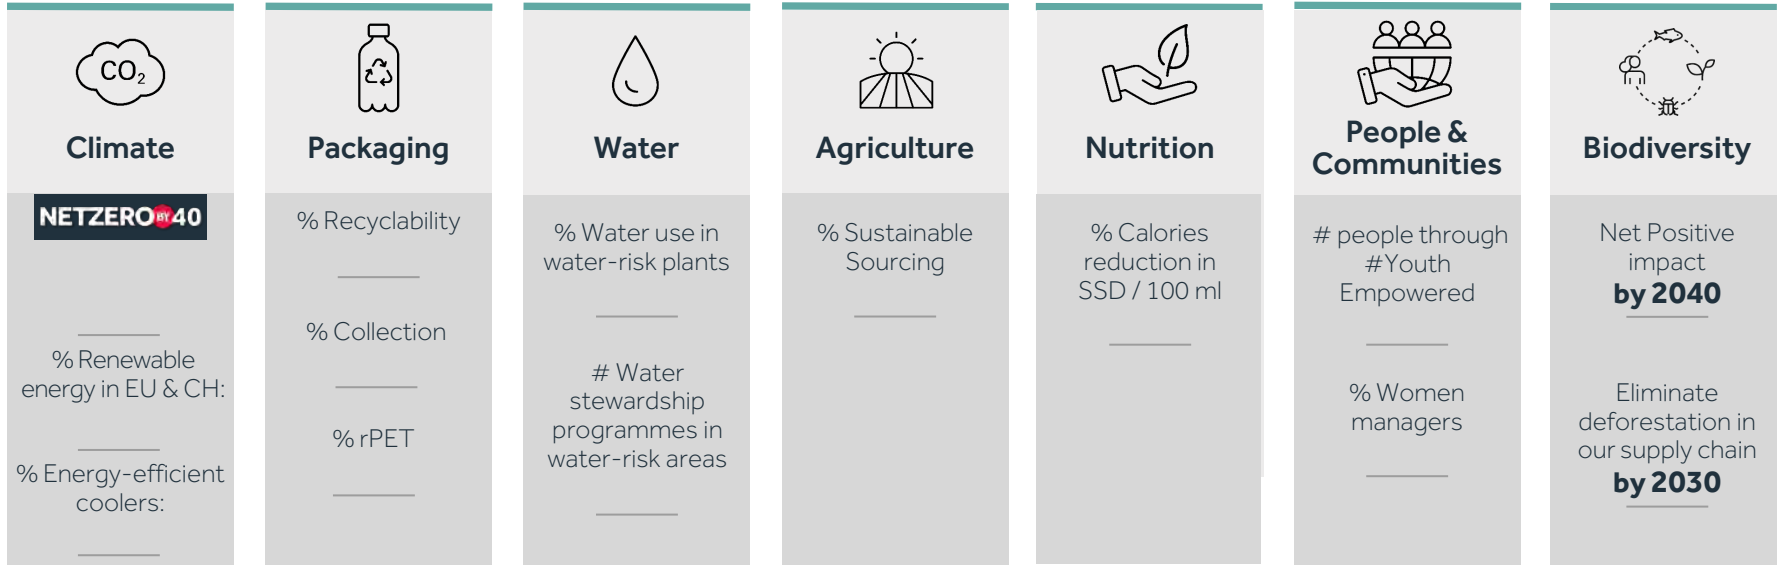 CO₂
Climate
NETZERO BY 40
% Renewable
energy in EU & CH:
% Energy-efficient
coolers:
Packaging
% Recyclability
% Collection
% rPET
Water
% Water use in
water-risk plants
# Water
stewardship
programmes in
water-risk areas
Agriculture
% Sustainable
Sourcing
Nutrition
% Calories
reduction in
SSD / 100 ml
People &
Communities
# people through
#Youth
Empowered
% Women
managers
Biodiversity
Net Positive
impact
by 2040
Eliminate
deforestation in
our supply chain
by 2030